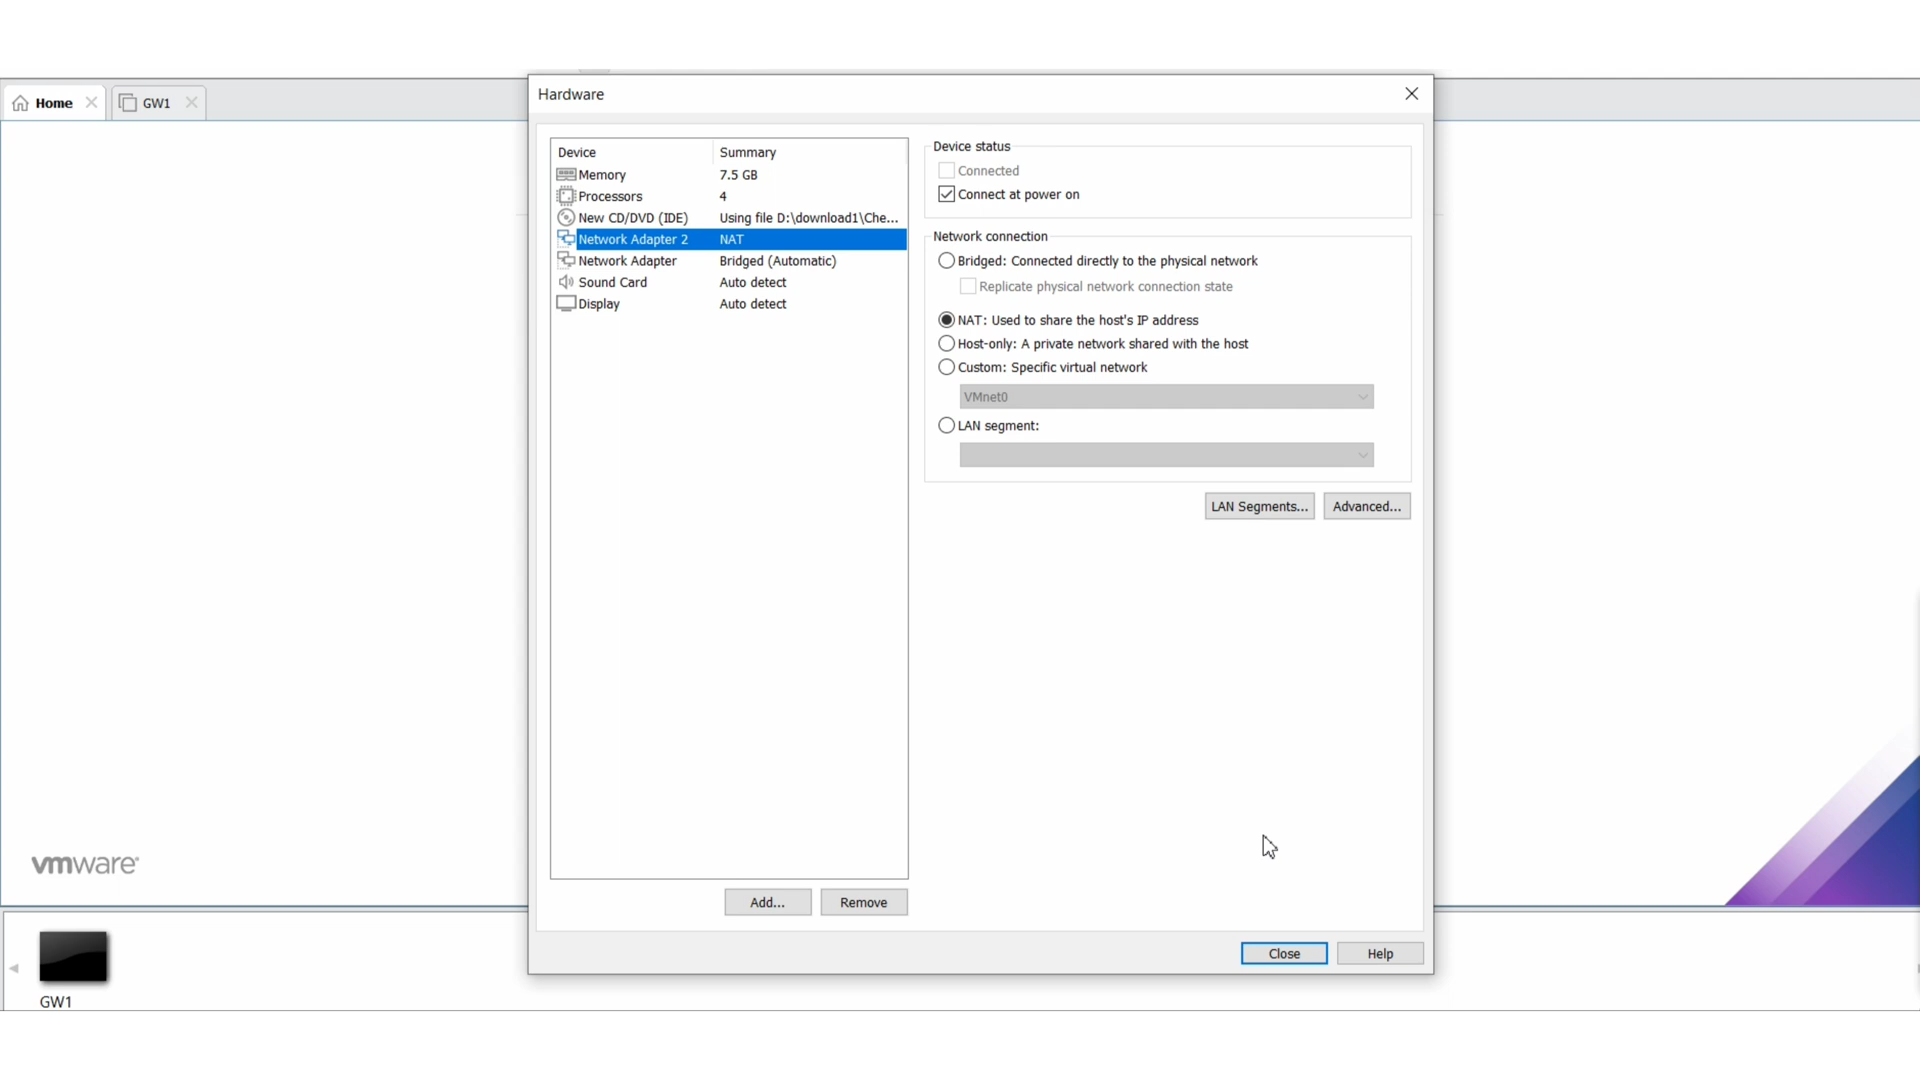 Hardware
Home
GW1
Device Summary
Memory 7.5 GB
Processors 4
New CD/DVD (IDE) Using file D:\download1\Che...
Network Adapter 2 NAT
Network Adapter Bridged (Automatic)
Sound Card Auto detect
Display Auto detect
Device status
Connected
Connect at power on
Network connection
Bridged: Connected directly to the physical network
Replicate physical network connection state
NAT: Used to share the host's IP address
Host-only: A private network shared with the host
Custom: Specific virtual network
VMnet0
LAN segment:
LAN Segments... Advanced...
vmware
Add... Remove
Close Help
GW1